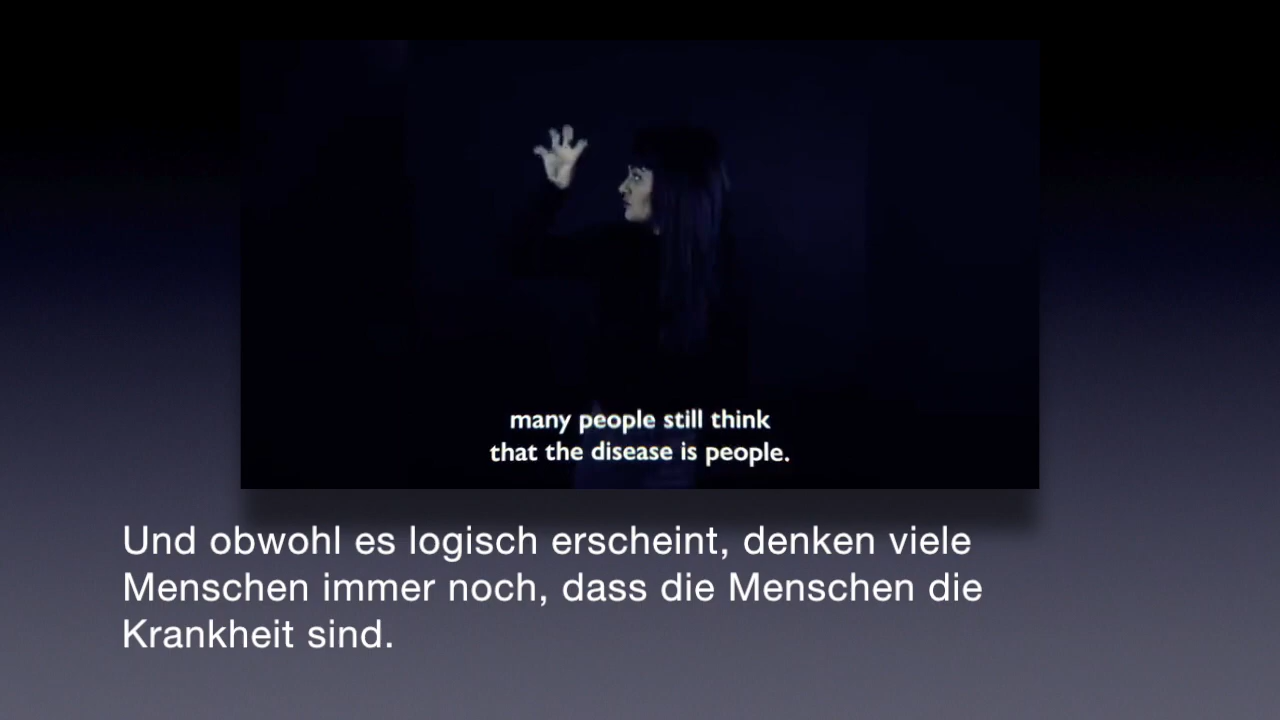 many people still think
that the disease is people.
Und obwohl es logisch erscheint, denken viele
Menschen immer noch, dass die Menschen die
Krankheit sind.